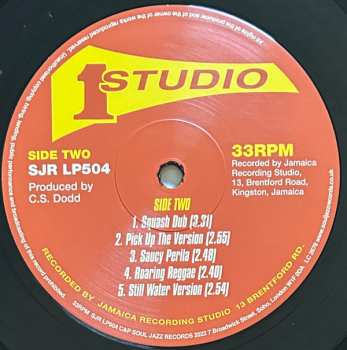 1 STUDIO
SIDE TWO
SJR LP504
Produced by
C.S. Dodd
33RPM
Recorded by Jamaica
Recording Studio,
13, Brentford Road,
Kingston, Jamaica
SIDE TWO
1. Squash Dub (3.31)
2. Pick Up The Version (2.55)
3. Saucy Perila (2.48)
4. Roaring Reggae (2.40)
5. Still Water Version (2.54)
RECORDED BY JAMAICA RECORDING STUDIO 13 BRENTFORD RD.